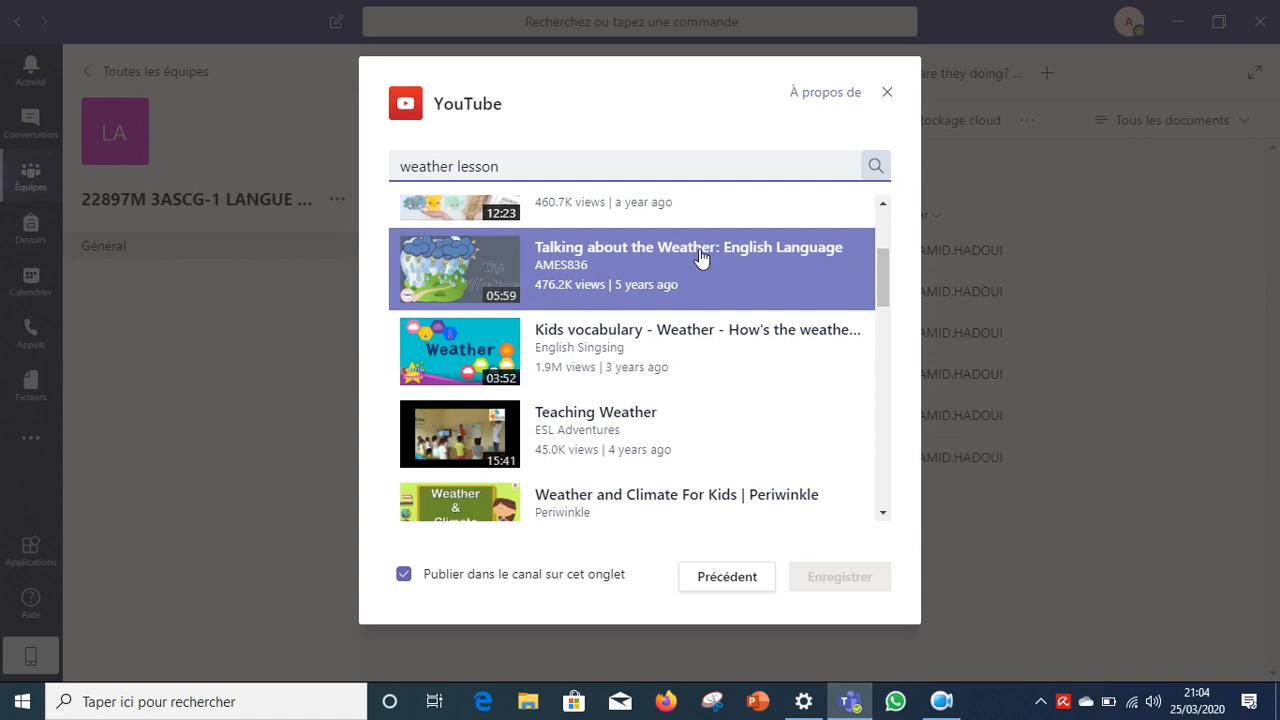 Recherchez ou tapez une commande
A
Activité
Conversation
Équipes
Devoirs
Calendrier
Appels
Fichiers
Applications
Aide
Toutes les équipes
LA
22897M 3ASCG-1 LANGUE ...
Général
are they doing? ...
tockage cloud
Tous les documents
AMID.HADOUI
AMID.HADOUI
AMID.HADOUI
AMID.HADOUI
AMID.HADOUI
AMID.HADOUI
YouTube
À propos de
weather lesson
12:23
460.7K views | a year ago
Talking about the Weather: English Language
AMES836
476.2K views | 5 years ago
05:59
Kids vocabulary - Weather - How's the weathe...
English Singsing
1.9M views | 3 years ago
Weather
03:52
Teaching Weather
ESL Adventures
45.0K views | 4 years ago
15:41
Weather and Climate For Kids | Periwinkle
Periwinkle
Weather
&
Publier dans le canal sur cet onglet
Précédent
Enregistrer
Taper ici pour rechercher
21:04
25/03/2020